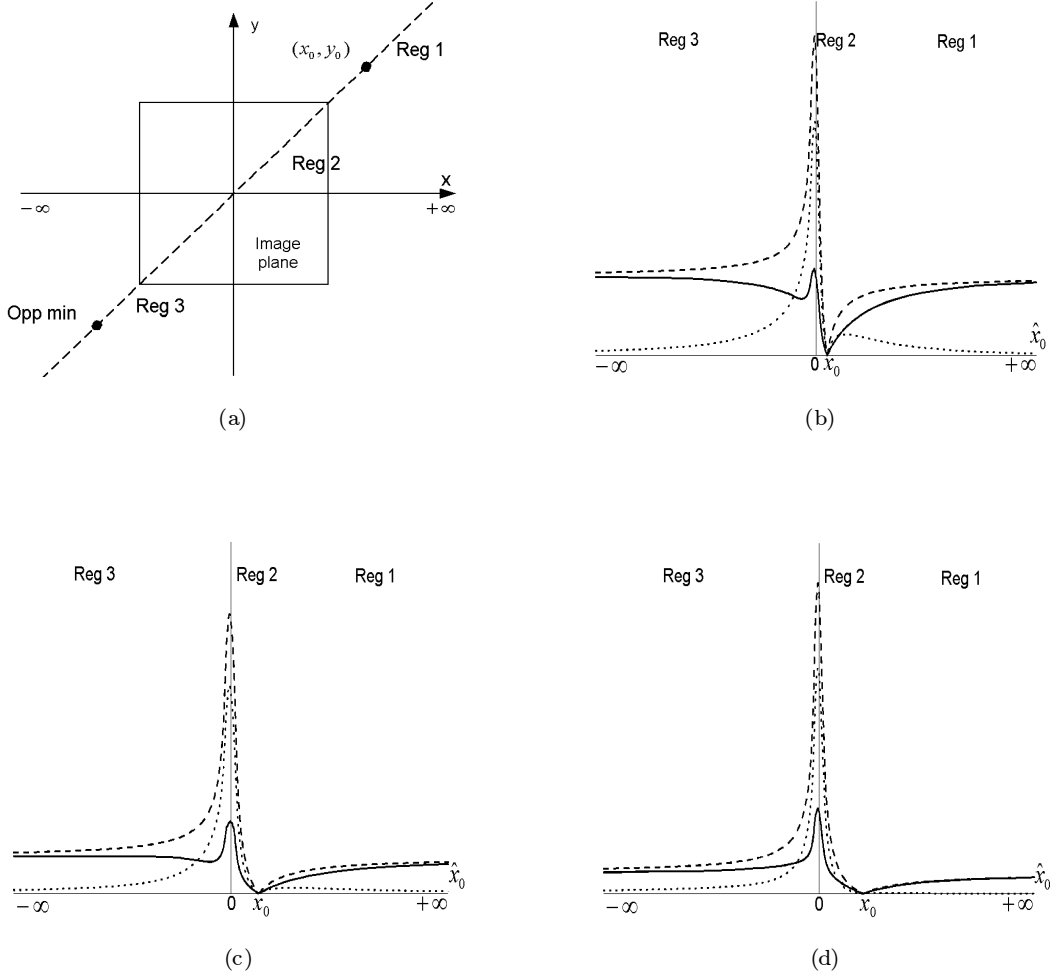 y
(x₀, y₀)
Reg 1
Reg 2
x
−∞
+∞
Image
plane
Reg 3
Opp min
(a)
Reg 3
Reg 2
Reg 1
x̂₀
−∞
0
x₀
+∞
(b)
Reg 3
Reg 2
Reg 1
x̂₀
−∞
0
x₀
+∞
(c)
Reg 3
Reg 2
Reg 1
x̂₀
−∞
0
x₀
+∞
(d)